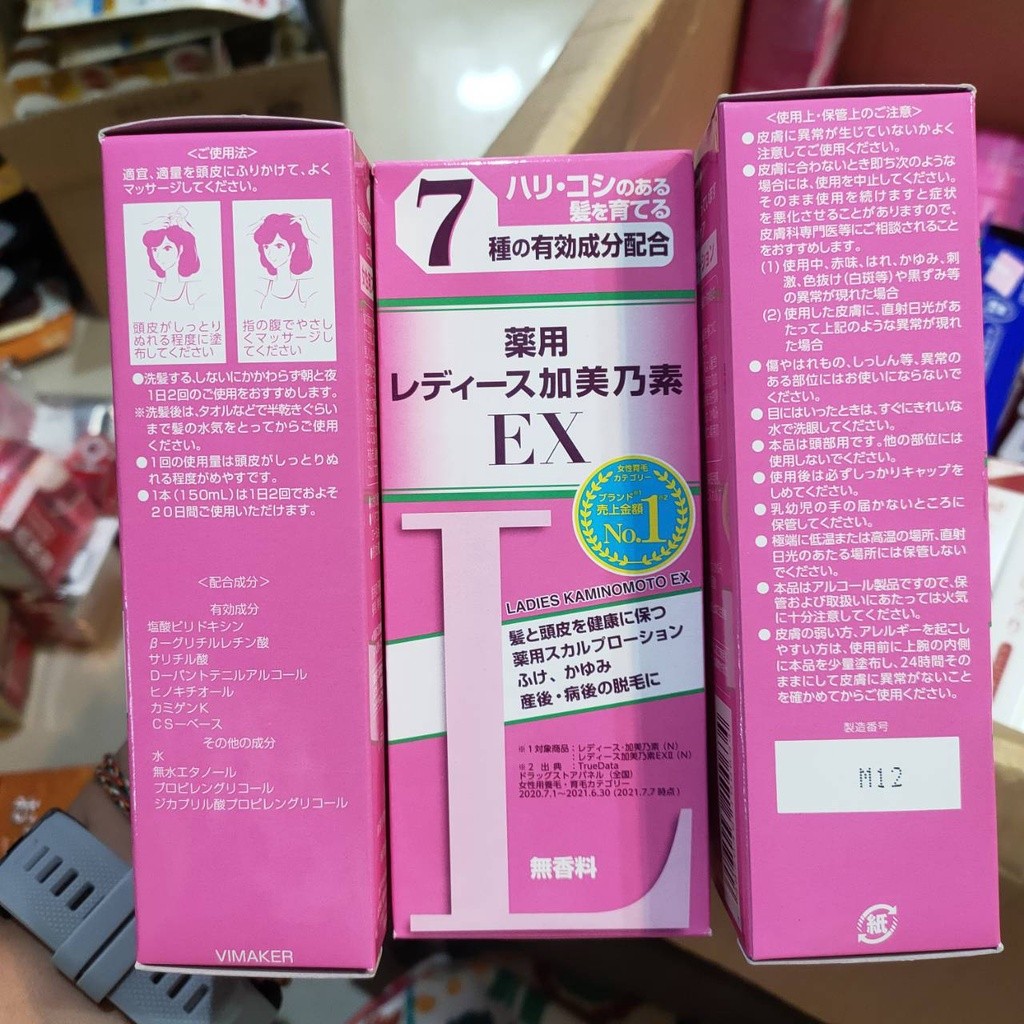 <ご使用法>
適宜、適量を頭皮にふりかけて、よく
マッサージしてください。
頭皮がしっとり
ぬれる程度に塗
布してください
指の腹でやさし
くマッサージし
てください
●洗髪する、しないにかかわらず朝と夜
1日2回のご使用をおすすめします。
※洗髪後は、タオルなどで半乾きぐらい
まで髪の水気をとってからご使用
ください。
●1回の使用量は頭皮がしっとりぬ
れる程度がめやすです。
●1本(150mL)は1日2回でおよそ
20日間ご使用いただけます。
<配合成分>
有効成分
塩酸ピリドキシン
β-グリチルレチン酸
サリチル酸
D-パントテニルアルコール
ヒノキチオール
カミゲンK
CS-ベース
その他の成分
水
無水エタノール
プロピレングリコール
ジカプリル酸プロピレングリコール
VIMAKER
7
ハリ・コシのある
髪を育てる
種の有効成分配合
薬用
レディース加美乃素
EX
女性育毛
カテゴリー
ブランド※1
売上金額※2
No.1
LADIES KAMINOMOTO EX
髪と頭皮を健康に保つ
薬用スカルプローション
ふけ、かゆみ
産後・病後の脱毛に
※1対象商品:レディース・加美乃素(N)
:レディース加美乃素EXⅡ(N)
※2 出 典 :TrueData
ドラッグストアパネル(全国)
女性用養毛・育毛カテゴリー
2020.7.1〜2021.6.30(2021.7.7時点)
無香料
L
<使用上・保管上のご注意>
●皮膚に異常が生じていないかよく
注意してご使用ください。
●皮膚に合わないとき即ち次のような
場合には、使用を中止してください。
そのまま使用を続けますと症状
を悪化させることがありますので、
皮膚科専門医等にご相談されること
をおすすめします。
(1)使用中、赤味、はれ、かゆみ、刺
激、色抜け(白斑等)や黒ずみ等
の異常が現れた場合
(2)使用した皮膚に、直射日光があ
たって上記のような異常が現れ
た場合
●傷やはれもの、しっしん等、異常の
ある部位にはお使いにならないで
ください。
●目にはいったときは、すぐにきれいな
水で洗眼してください。
●本品は頭部用です。他の部位には
使用しないでください。
●使用後は必ずしっかりキャップを
しめてください。
●乳幼児の手の届かないところに
保管してください。
●極端に低温または高温の場所、直射
日光のあたる場所には保管しない
でください。
●本品はアルコール製品ですので、保
管および取扱いにあたっては火気
に十分注意してください。
●皮膚の弱い方、アレルギーを起こし
やすい方は、使用前に上腕の内側
に本品を少量塗布し、24時間その
ままにして皮膚に異常がないこと
を確かめてからご使用ください。
製造番号
M12
紙